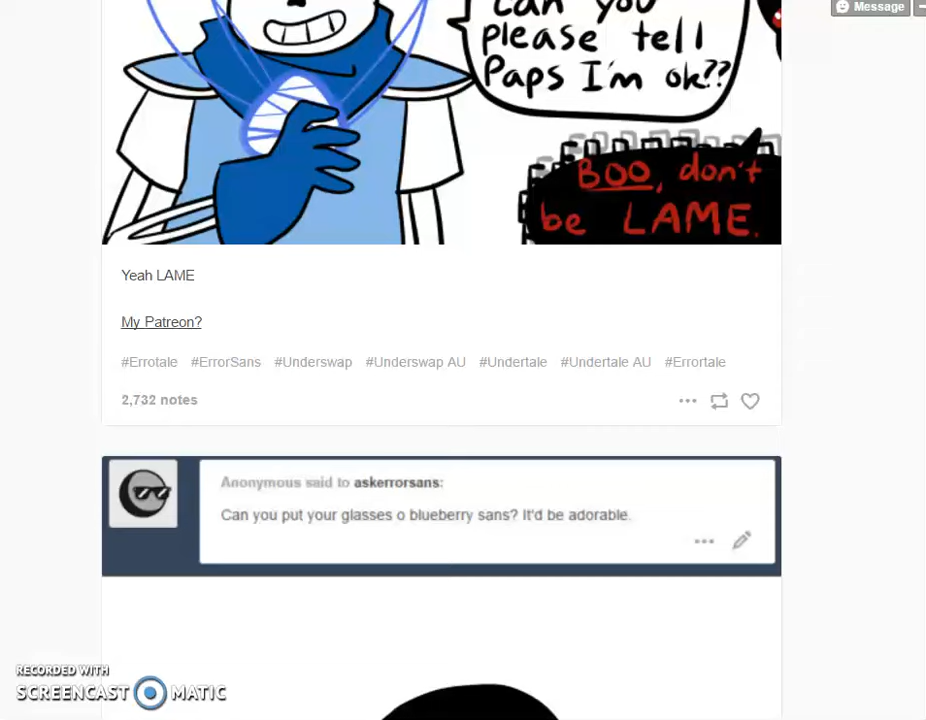 Message
can you
please tell
Paps I'm ok??
BOO, don't
be LAME.
Yeah LAME
My Patreon?
#Errotale #ErrorSans #Underswap #Underswap AU #Undertale #Undertale AU #Errortale
2,732 notes
Anonymous said to askerrorsans:
Can you put your glasses o blueberry sans? It'd be adorable.
RECORDED WITH
SCREENCAST MATIC